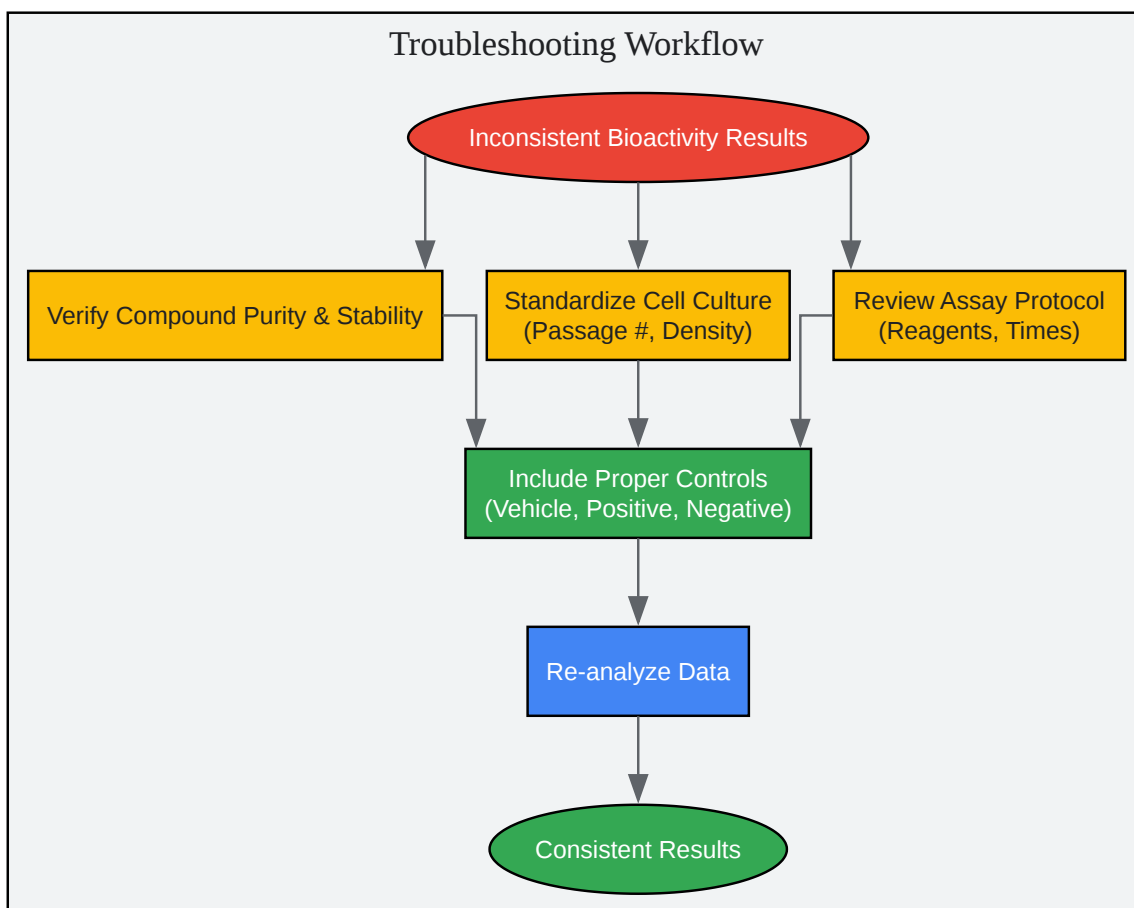 Troubleshooting Workflow
Inconsistent Bioactivity Results
Verify Compound Purity & Stability
Standardize Cell Culture
(Passage #, Density)
Review Assay Protocol
(Reagents, Times)
Include Proper Controls
(Vehicle, Positive, Negative)
Re-analyze Data
Consistent Results